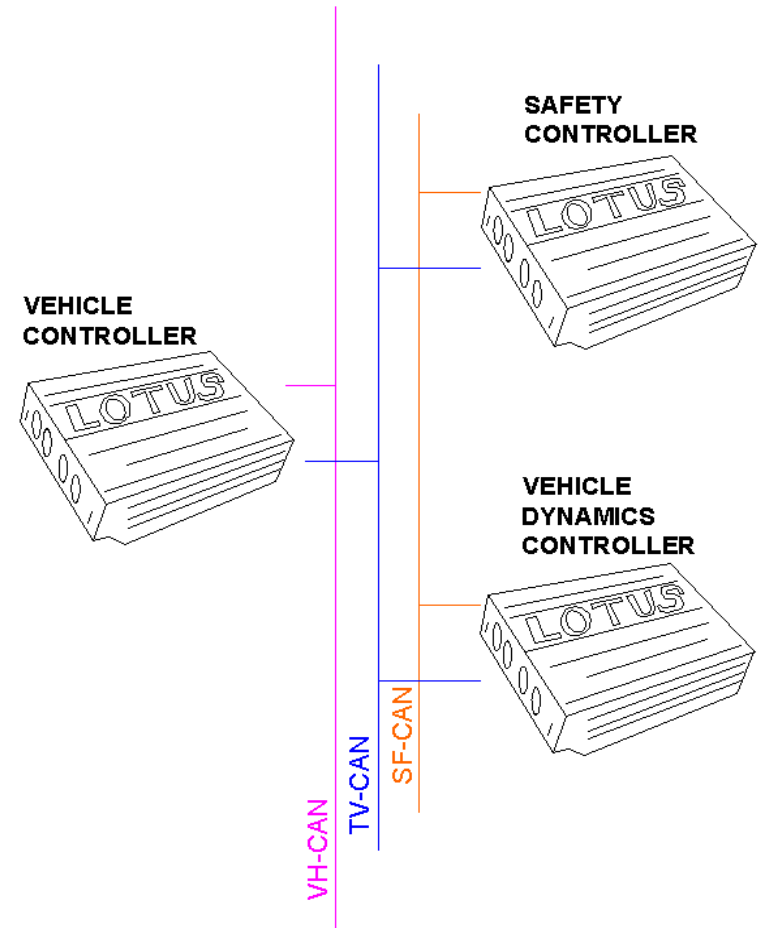 SAFETY
CONTROLLER
LOTUS
VEHICLE
CONTROLLER
LOTUS
VEHICLE
DYNAMICS
CONTROLLER
LOTUS
VH-CAN
TV-CAN
SF-CAN